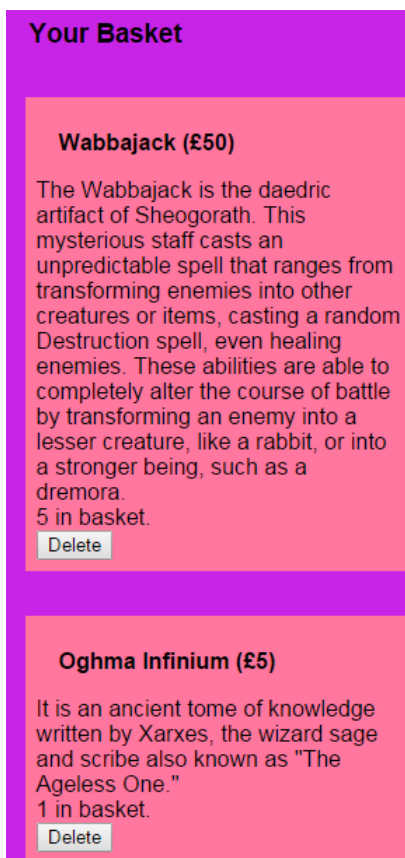 Your Basket
Wabbajack (£50)
The Wabbajack is the daedric
artifact of Sheogorath. This
mysterious staff casts an
unpredictable spell that ranges from
transforming enemies into other
creatures or items, casting a random
Destruction spell, even healing
enemies. These abilities are able to
completely alter the course of battle
by transforming an enemy into a
lesser creature, like a rabbit, or into
a stronger being, such as a
dremora.
5 in basket.
Delete
Oghma Infinium (£5)
It is an ancient tome of knowledge
written by Xarxes, the wizard sage
and scribe also known as "The
Ageless One."
1 in basket.
Delete